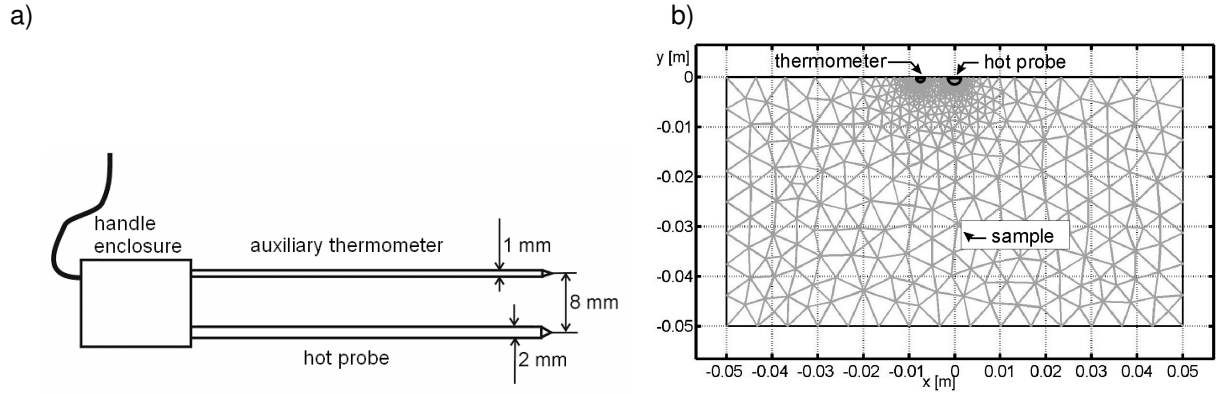 a)
handle
enclosure
auxiliary thermometer
1 mm
8 mm
hot probe
2 mm
b)
y [m]
thermometer
hot probe
0
-0.01
-0.02
-0.03
-0.04
-0.05
sample
-0.05 -0.04 -0.03 -0.02 -0.01 0 0.01 0.02 0.03 0.04 0.05
x [m]